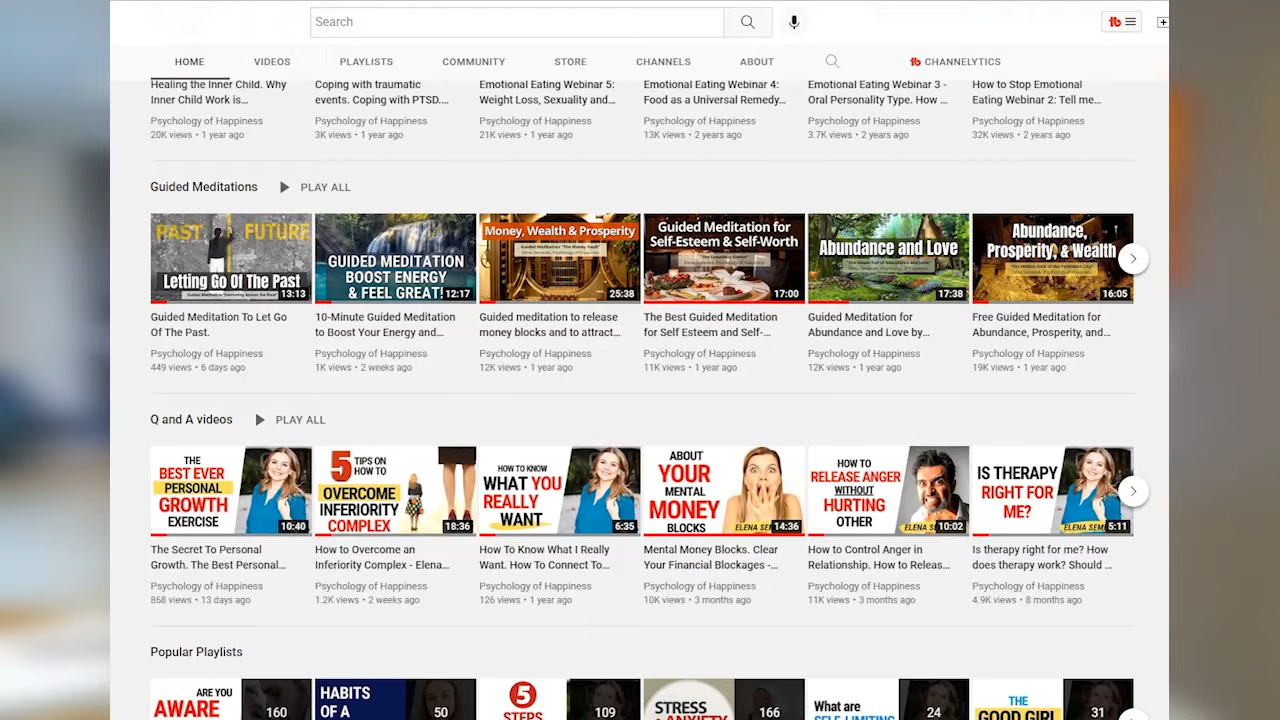 Search
HOME VIDEOS PLAYLISTS COMMUNITY STORE CHANNELS ABOUT CHANNELYTICS
Healing the Inner Child. Why
Inner Child Work is...
Psychology of Happiness
20K views • 1 year ago
Coping with traumatic
events. Coping with PTSD....
Psychology of Happiness
3K views • 1 year ago
Emotional Eating Webinar 5:
Weight Loss, Sexuality and...
Psychology of Happiness
21K views • 1 year ago
Emotional Eating Webinar 4:
Food as a Universal Remedy...
Psychology of Happiness
13K views • 2 years ago
Emotional Eating Webinar 3 -
Oral Personality Type. How ...
Psychology of Happiness
3.7K views • 2 years ago
How to Stop Emotional
Eating Webinar 2: Tell me...
Psychology of Happiness
32K views • 2 years ago
Guided Meditations PLAY ALL
PAST FUTURE
Letting Go Of The Past
13:13
Guided Meditation To Let Go
Of The Past.
Psychology of Happiness
449 views • 6 days ago
GUIDED MEDITATION
BOOST ENERGY
& FEEL GREAT!
12:17
10-Minute Guided Meditation
to Boost Your Energy and...
Psychology of Happiness
1K views • 2 weeks ago
Money, Wealth & Prosperity
25:38
Guided meditation to release
money blocks and to attract...
Psychology of Happiness
12K views • 1 year ago
Guided Meditation for
Self-Esteem & Self-Worth
17:00
The Best Guided Meditation
for Self Esteem and Self-...
Psychology of Happiness
11K views • 1 year ago
Abundance and Love
17:38
Guided Meditation for
Abundance and Love by...
Psychology of Happiness
12K views • 1 year ago
Abundance,
Prosperity, & Wealth
16:05
Free Guided Meditation for
Abundance, Prosperity, and...
Psychology of Happiness
19K views • 1 year ago
Q and A videos PLAY ALL
THE
BEST EVER
PERSONAL
GROWTH
EXERCISE
10:40
The Secret To Personal
Growth. The Best Personal...
Psychology of Happiness
868 views • 13 days ago
5 TIPS ON
HOW TO
OVERCOME
INFERIORITY
COMPLEX
18:36
How to Overcome an
Inferiority Complex - Elena...
Psychology of Happiness
1.2K views • 2 weeks ago
HOW TO KNOW
WHAT YOU
REALLY
WANT
6:35
How To Know What I Really
Want. How To Connect To...
Psychology of Happiness
126 views • 1 year ago
ABOUT
YOUR
MENTAL
MONEY
BLOCKS
ELENA SEM
14:36
Mental Money Blocks. Clear
Your Financial Blockages -...
Psychology of Happiness
10K views • 3 months ago
HOW TO
RELEASE ANGER
WITHOUT
HURTING
OTHER
ELENA S
10:02
How to Control Anger in
Relationship. How to Releas...
Psychology of Happiness
11K views • 3 months ago
IS THERAPY
RIGHT FOR
ME?
ELENA SEM
5:11
Is therapy right for me? How
does therapy work? Should ...
Psychology of Happiness
4.9K views • 8 months ago
Popular Playlists
ARE YOU
AWARE
160
HABITS
OF A
50
5
STEPS
109
STRESS
166
What are
24
THE
GOOD GIRL
31